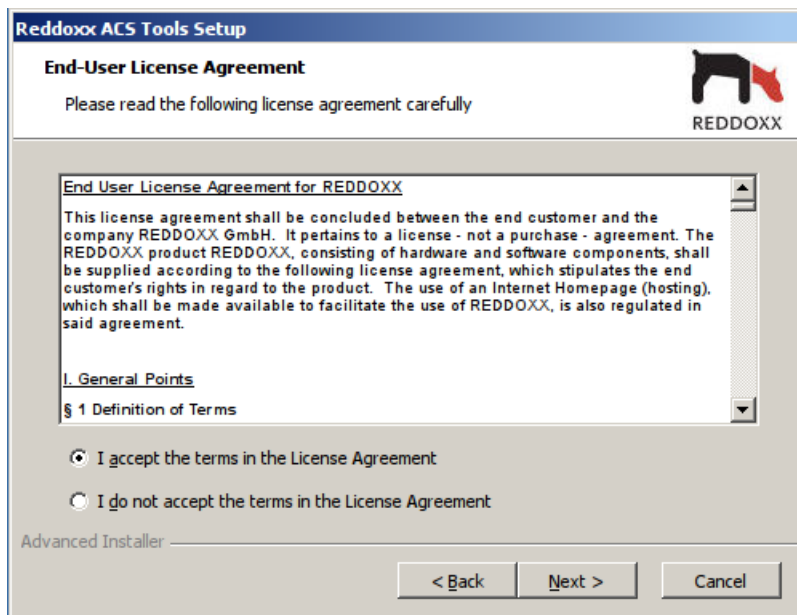 Reddoxx ACS Tools Setup
End-User License Agreement
Please read the following license agreement carefully
REDDOXX
End User License Agreement for REDDOXX
This license agreement shall be concluded between the end customer and the
company REDDOXX GmbH.  It pertains to a license - not a purchase - agreement. The
REDDOXX product REDDOXX, consisting of hardware and software components, shall
be supplied according to the following license agreement, which stipulates the end
customer's rights in regard to the product.  The use of an Internet Homepage (hosting),
which shall be made available to facilitate the use of REDDOXX, is also regulated in
said agreement.
I. General Points
§ 1 Definition of Terms
I accept the terms in the License Agreement
I do not accept the terms in the License Agreement
Advanced Installer
< Back
Next >
Cancel